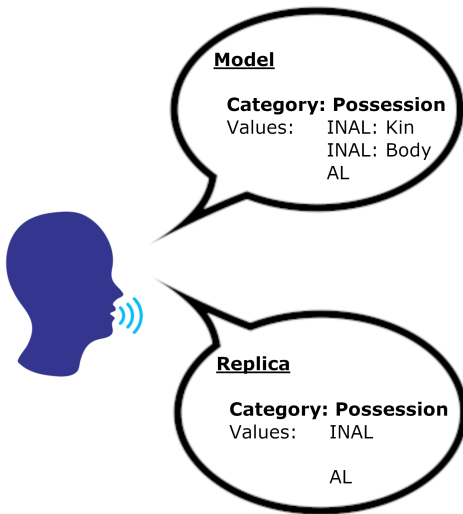 Model
Category: Possession
Values: INAL: Kin
INAL: Body
AL
Replica
Category: Possession
Values: INAL
AL